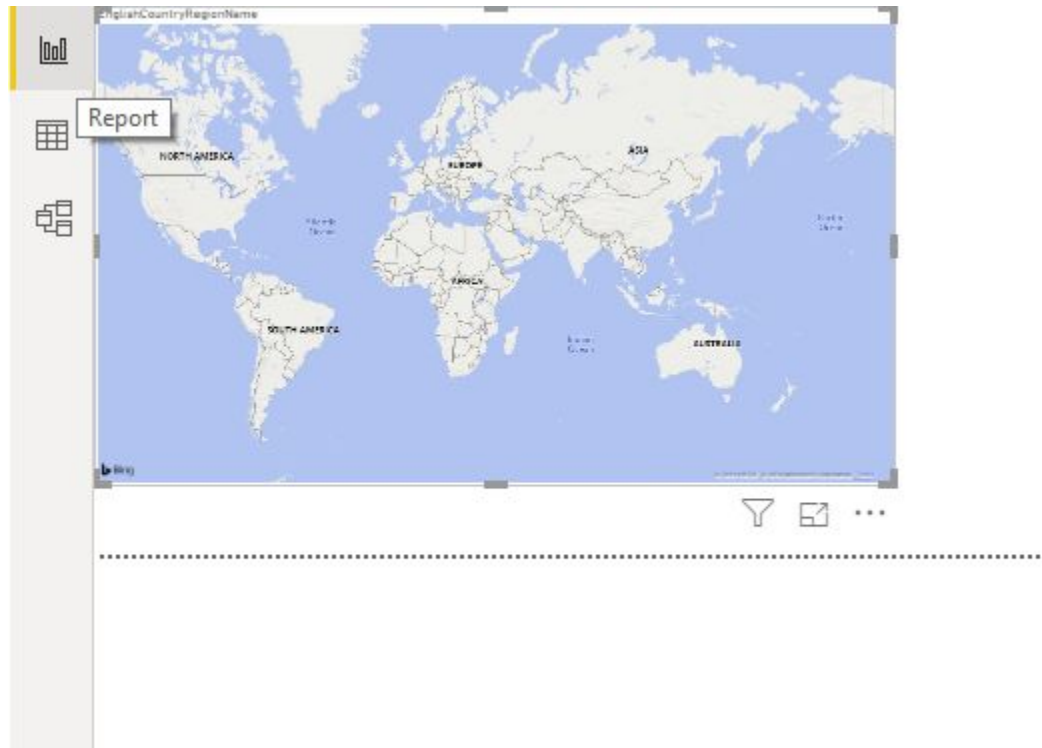 EnglishCountryRegionName
Report
NORTH AMERICA
EUROPE
ASIA
AFRICA
SOUTH AMERICA
AUSTRALIA
Bing